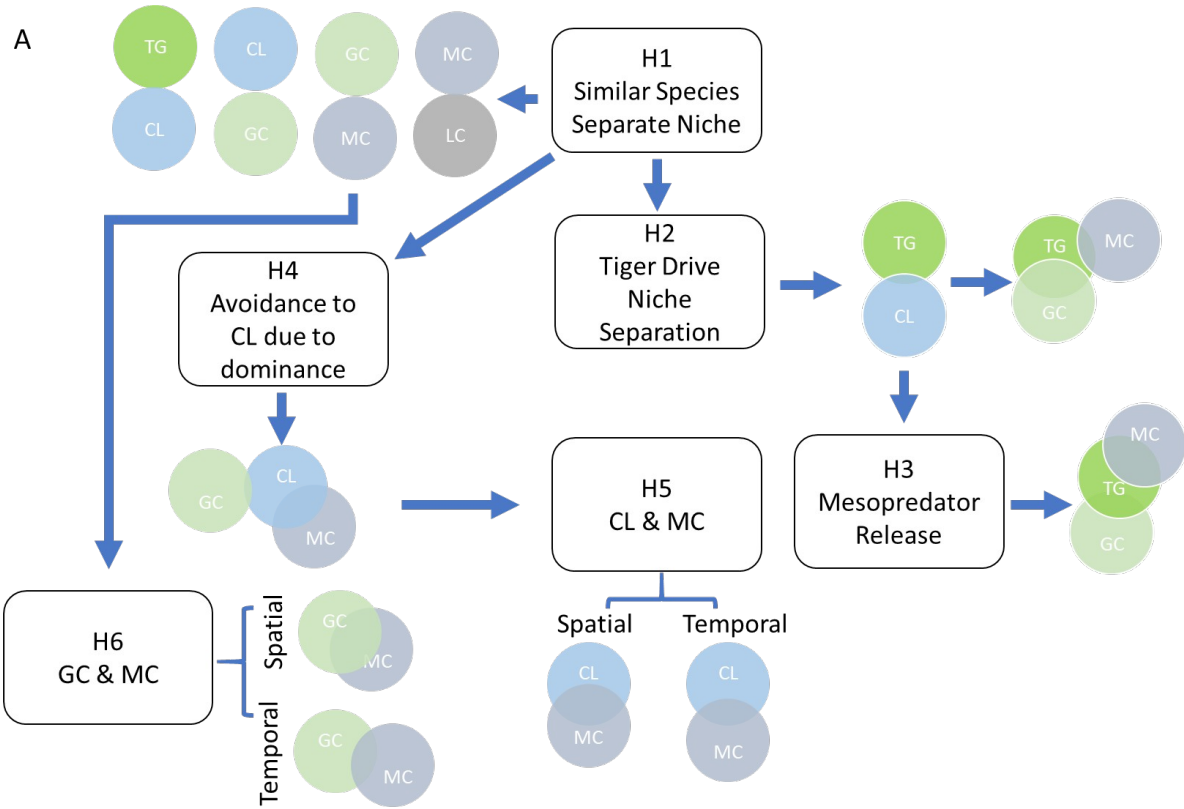 A
TG
CL
GC
MC
CL
GC
MC
LC
H1
Similar Species
Separate Niche
H2
Tiger Drive
Niche
Separation
TG
CL
TG
MC
GC
H4
Avoidance to
CL due to
dominance
GC
CL
MC
H5
CL & MC
H3
Mesopredator
Release
MC
TG
GC
H6
GC & MC
Spatial
GC
MC
Temporal
GC
MC
Spatial
Temporal
CL
MC
CL
MC